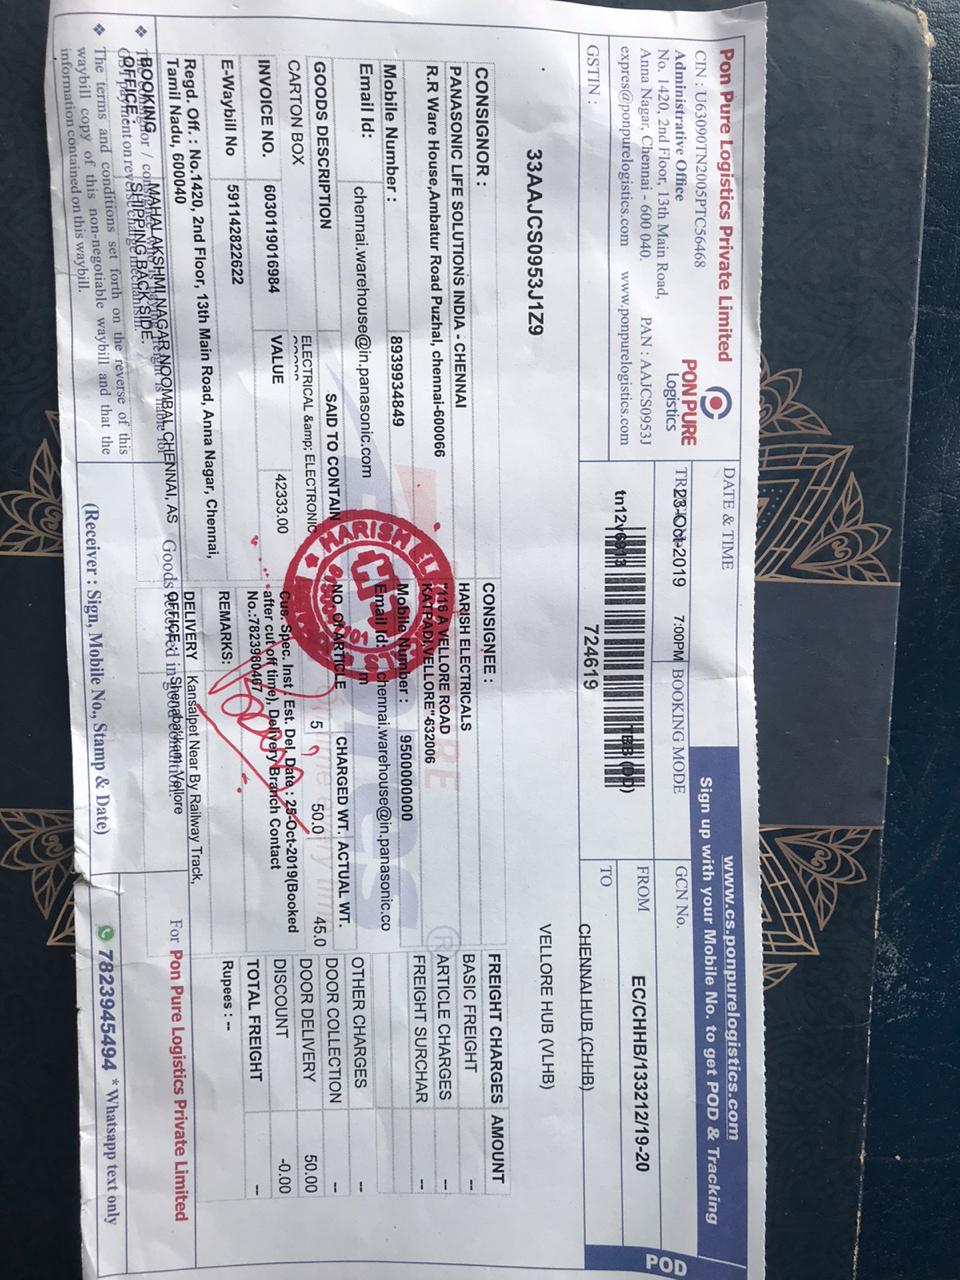 Pon Pure Logistics Private Limited
CIN : U63090TN2005PTC56468
Administrative Office
No. 1420, 2nd Floor, 13th Main Road,
Anna Nagar, Chennai - 600 040. PAN : AAJCS0953J
expres@ponpurelogistics.com www.ponpurelogistics.com
PON PURE
Logistics
GSTIN :
33AAJCS0953J1Z9
DATE & TIME
23-Oct-2019 7:00PM
BOOKING MODE
TBB (DD)
tn12v6913
724619
www.cs.ponpurelogistics.com
Sign up with your Mobile No. to get POD & Tracking
GCN No.
EC/CHHB/133212/19-20
FROM
CHENNAI HUB.(CHHB)
TO
VELLORE HUB (VLHB)
POD
CONSIGNOR :
PANASONIC LIFE SOLUTIONS INDIA - CHENNAI
R.R Ware House,Ambatur Road Puzhal, chennai-600066
Mobile Number : 8939934849
Email Id: chennai.warehouse@in.panasonic.com
CONSIGNEE :
HARISH ELECTRICALS
"116 A VELLORE ROAD
KATPADI,VELLORE"-632006
Mobile Number : 9500000000
Email Id: chennai.warehouse@in.panasonic.co
m
FREIGHT CHARGES AMOUNT
BASIC FREIGHT --
ARTICLE CHARGES --
FREIGHT SURCHAR --
OTHER CHARGES --
DOOR COLLECTION --
DOOR DELIVERY 50.00
DISCOUNT -0.00
TOTAL FREIGHT --
Rupees : --
GOODS DESCRIPTION SAID TO CONTAIN NO. OF ARTICLE CHARGED WT. ACTUAL WT.
CARTON BOX ELECTRICAL &amp; ELECTRONIC 5 50.0 45.0
INVOICE NO. 6030119016984 VALUE 42333.00
E-Waybill No 591142822622
Cus. Spec. Inst : Est. Del. Date : 25-Oct-2019(Booked
after cut off time), Delivery Branch Contact
No.:7823980467
REMARKS:
Regd. Off. : No.1420, 2nd Floor, 13th Main Road, Anna Nagar, Chennai,
Tamil Nadu, 600040
BOOKING OFFICE : MAHALAKSHMI NAGAR NOOMBAL CHENNAI, AS
SHIPPING BACKSIDE.
DELIVERY OFFICE : Kansalpet Near By Railway Track,
Shenabakkam, Vellore
The terms and conditions set forth on the reverse of this
waybill copy of this non-negotiable waybill and that the
information contained on this waybill.
(Receiver : Sign, Mobile No., Stamp & Date)
For Pon Pure Logistics Private Limited
7823945494 * Whatsapp text only